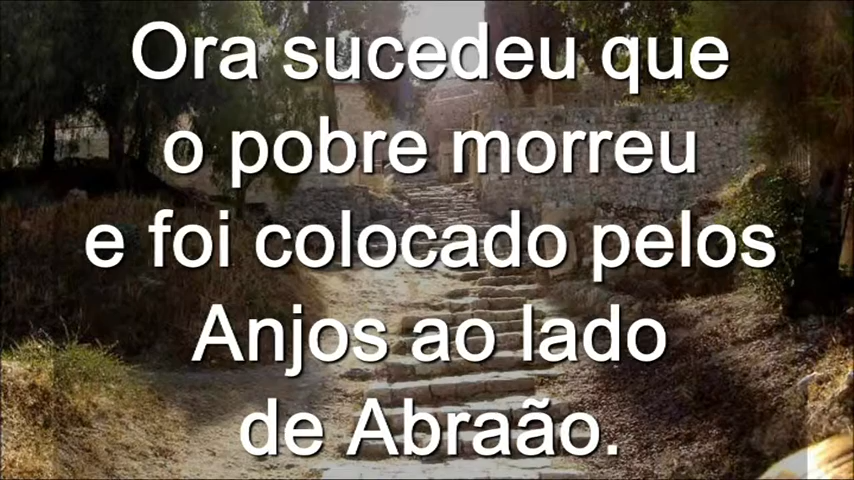 Ora sucedeu que
o pobre morreu
e foi colocado pelos
Anjos ao lado
de Abraão.